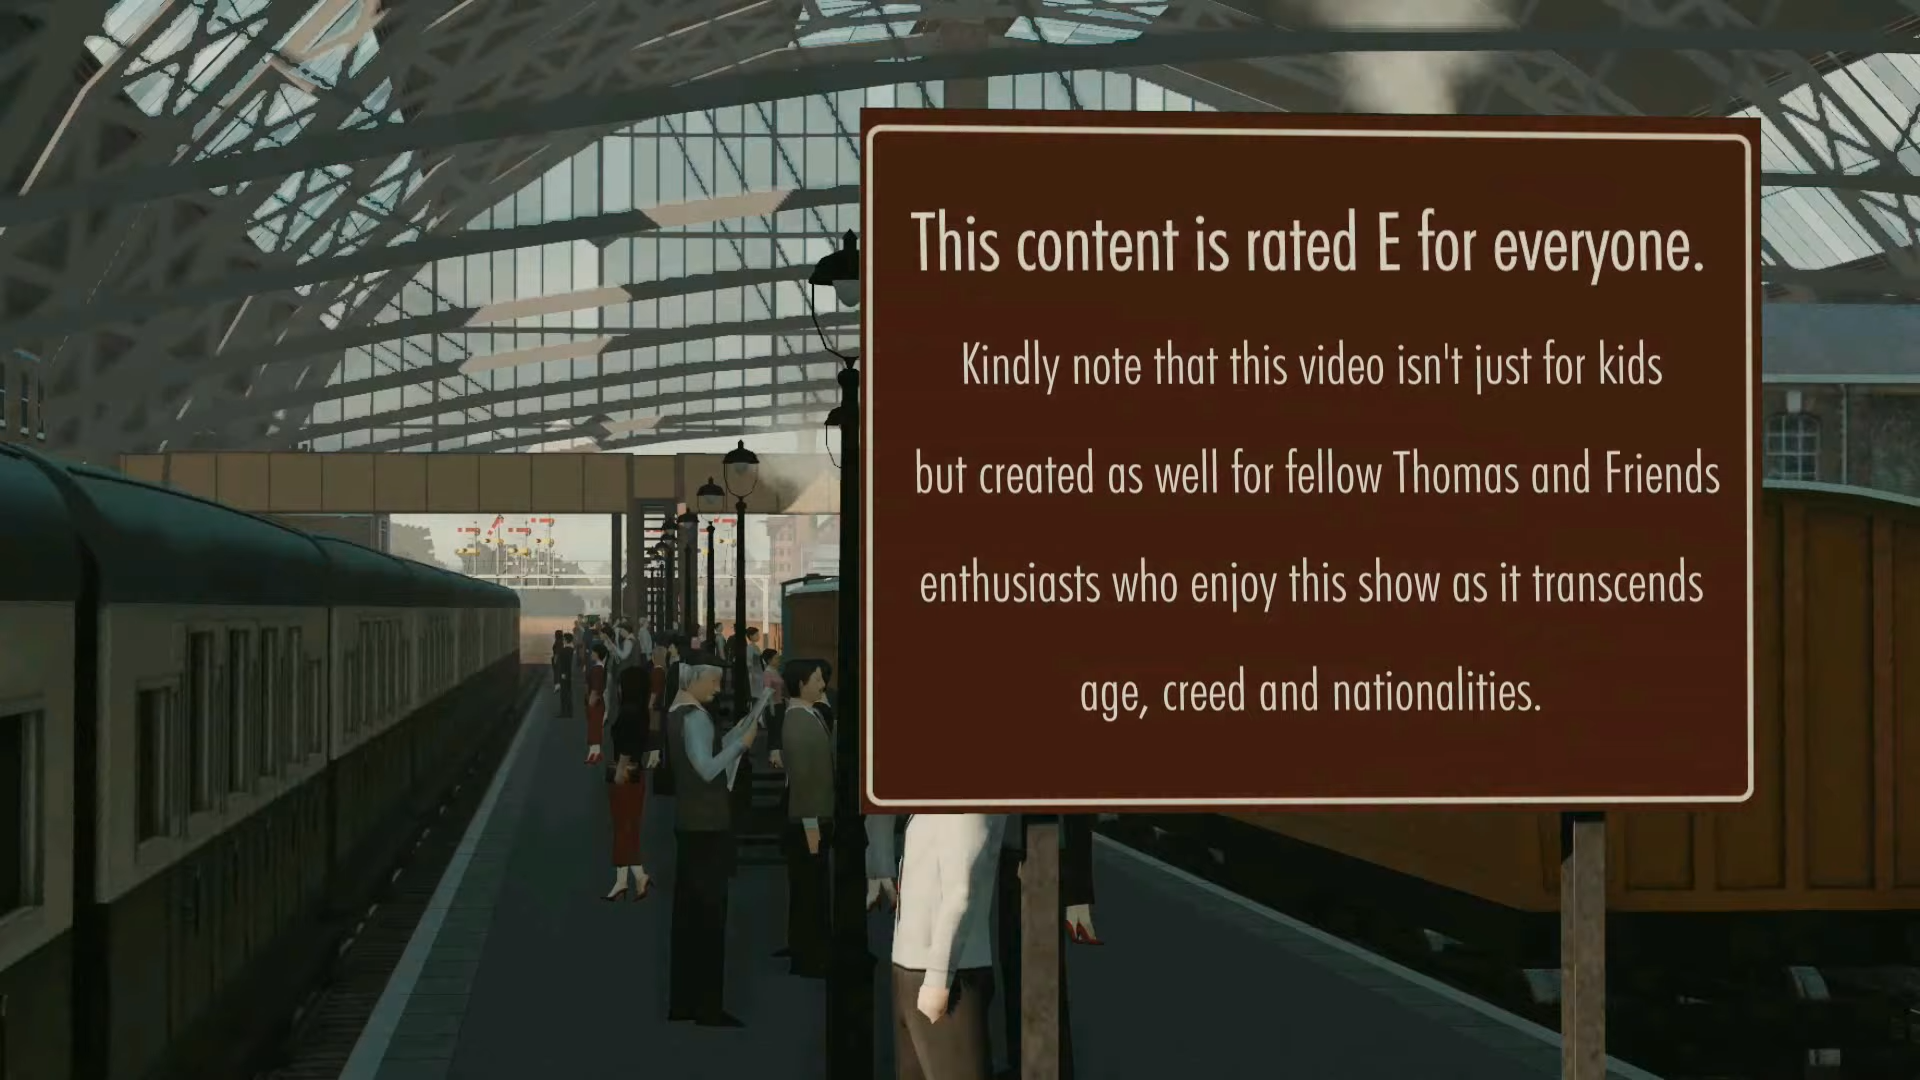 This content is rated E for everyone.
Kindly note that this video isn't just for kids
but created as well for fellow Thomas and Friends
enthusiasts who enjoy this show as it transcends
age, creed and nationalities.